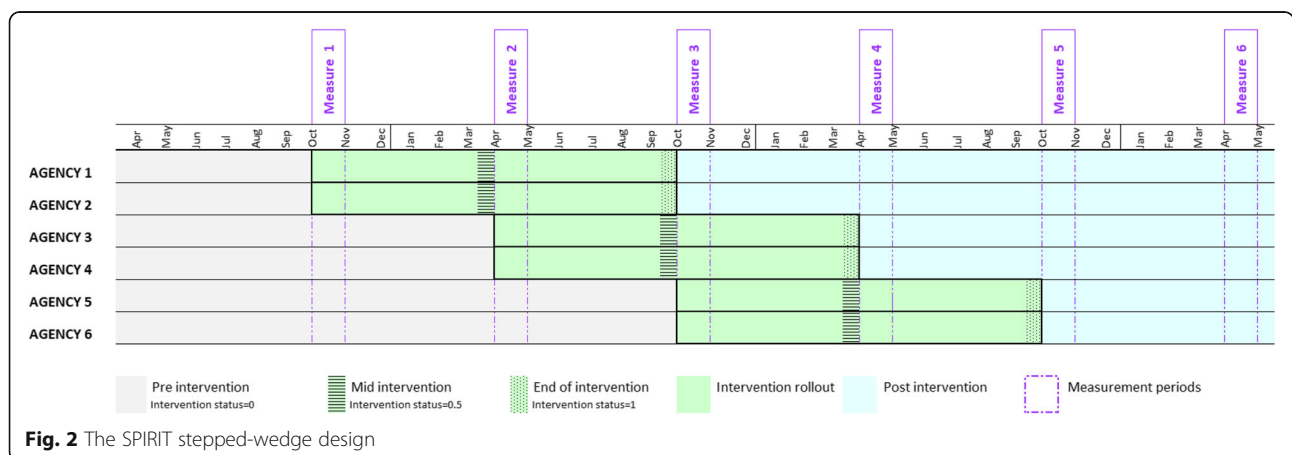 Measure 1 Measure 2 Measure 3 Measure 4 Measure 5 Measure 6
Apr May Jun Jul Aug Sep Oct Nov Dec Jan Feb Mar Apr May Jun Jul Aug Sep Oct Nov Dec Jan Feb Mar Apr May Jun Jul Aug Sep Oct Nov Dec Jan Feb Mar Apr May
AGENCY 1
AGENCY 2
AGENCY 3
AGENCY 4
AGENCY 5
AGENCY 6
Pre intervention Mid intervention End of intervention Intervention rollout Post intervention Measurement periods
Intervention status=0 Intervention status=0.5 Intervention status=1
Fig. 2 The SPIRIT stepped-wedge design